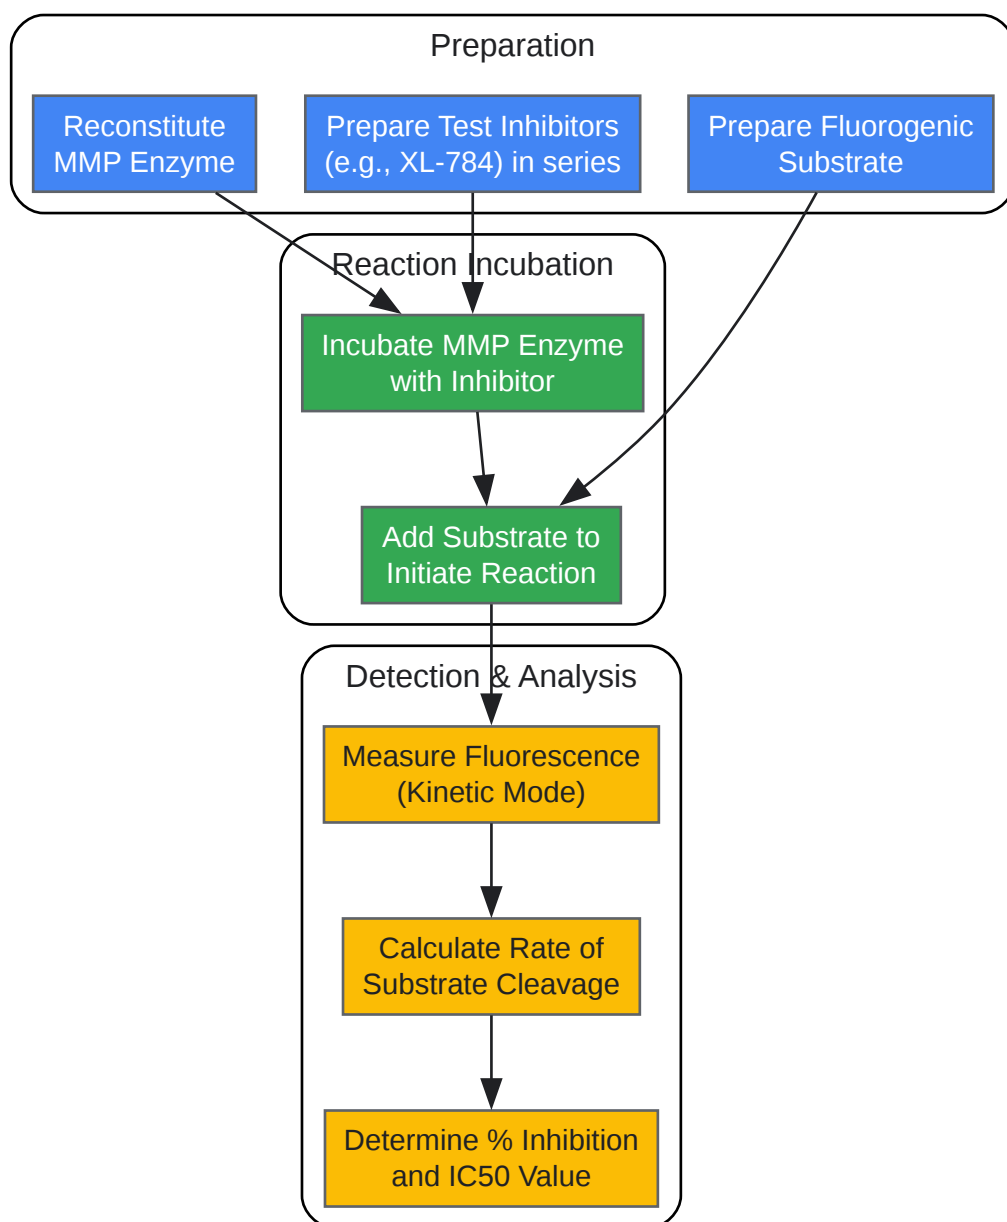 Preparation
Reconstitute
MMP Enzyme
Prepare Test Inhibitors
(e.g., XL-784) in series
Prepare Fluorogenic
Substrate
Reaction Incubation
Incubate MMP Enzyme
with Inhibitor
Add Substrate to
Initiate Reaction
Detection & Analysis
Measure Fluorescence
(Kinetic Mode)
Calculate Rate of
Substrate Cleavage
Determine % Inhibition
and IC50 Value